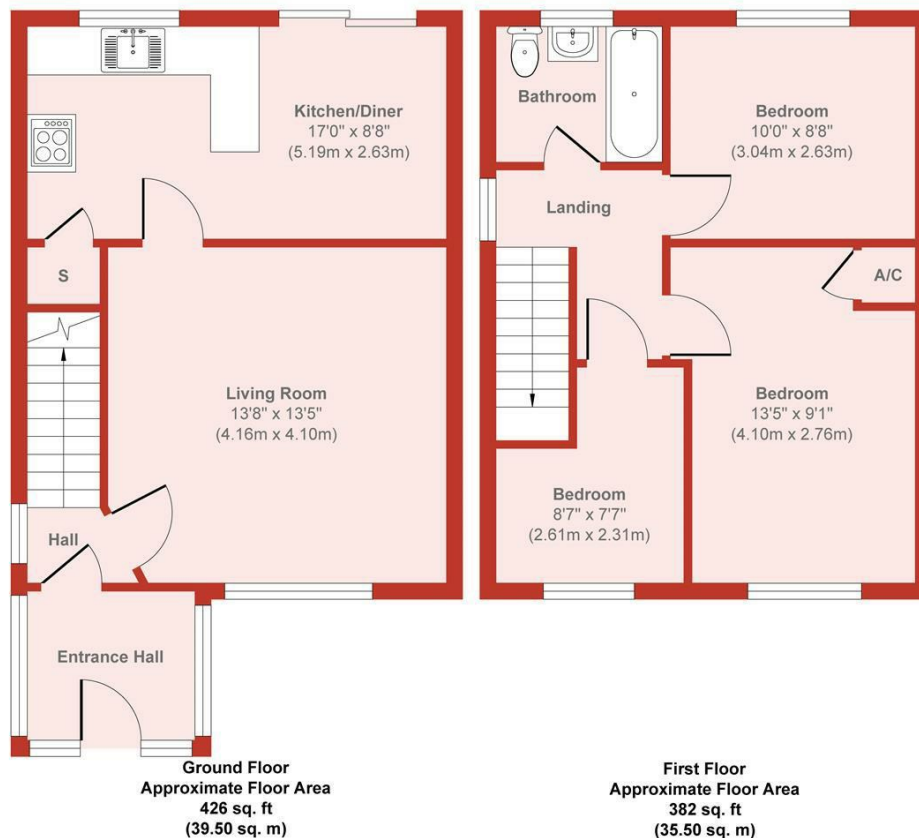 Kitchen/Diner
17'0" x 8'8"
(5.19m x 2.63m)
S
Living Room
13'8" x 13'5"
(4.16m x 4.10m)
Hall
Entrance Hall
Ground Floor
Approximate Floor Area
426 sq. ft
(39.50 sq. m)
Bathroom
Bedroom
10'0" x 8'8"
(3.04m x 2.63m)
Landing
A/C
Bedroom
13'5" x 9'1"
(4.10m x 2.76m)
Bedroom
8'7" x 7'7"
(2.61m x 2.31m)
First Floor
Approximate Floor Area
382 sq. ft
(35.50 sq. m)